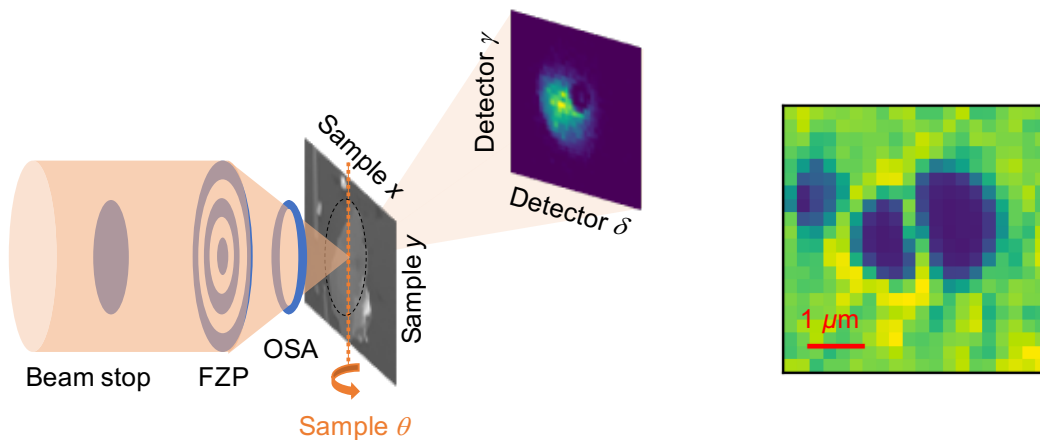 Detector γ
Detector δ
Sample x
Sample y
Beam stop
FZP
OSA
Sample θ
1 µm